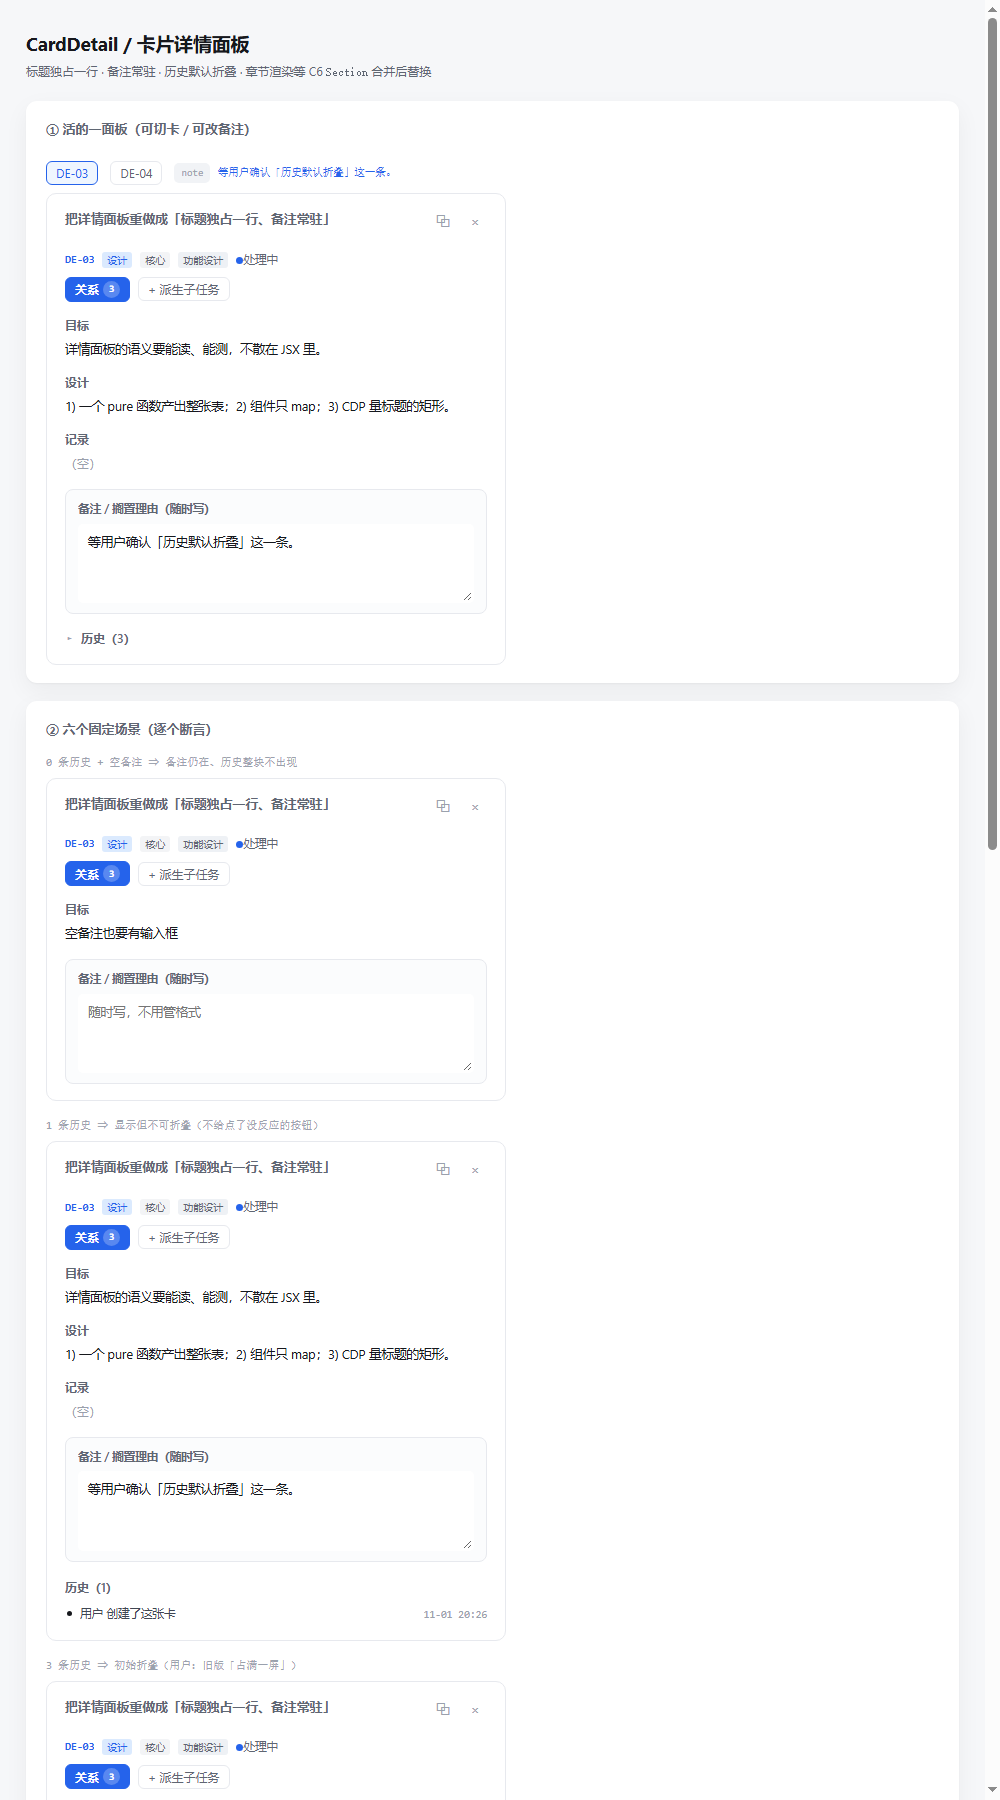 CardDetail / 卡片详情面板
标题独占一行 · 备注常驻 · 历史默认折叠 · 章节渲染等 C6 Section 合并后替换
① 活的一面板（可切卡 / 可改备注）
DE-03 DE-04 note 等用户确认「历史默认折叠」这一条。
把详情面板重做成「标题独占一行、备注常驻」 ×
DE-03 设计 核心 功能设计 ●处理中
关系 3 + 派生子任务
目标
详情面板的语义要能读、能测，不散在 JSX 里。
设计
1) 一个 pure 函数产出整张表；2) 组件只 map；3) CDP 量标题的矩形。
记录
（空）
备注 / 搁置理由（随时写）
等用户确认「历史默认折叠」这一条。
▸ 历史（3）
② 六个固定场景（逐个断言）
0 条历史 + 空备注 ⇒ 备注仍在、历史整块不出现
把详情面板重做成「标题独占一行、备注常驻」 ×
DE-03 设计 核心 功能设计 ●处理中
关系 3 + 派生子任务
目标
空备注也要有输入框
备注 / 搁置理由（随时写）
随时写，不用管格式
1 条历史 ⇒ 显示但不可折叠（不给点了没反应的按钮）
把详情面板重做成「标题独占一行、备注常驻」 ×
DE-03 设计 核心 功能设计 ●处理中
关系 3 + 派生子任务
目标
详情面板的语义要能读、能测，不散在 JSX 里。
设计
1) 一个 pure 函数产出整张表；2) 组件只 map；3) CDP 量标题的矩形。
记录
（空）
备注 / 搁置理由（随时写）
等用户确认「历史默认折叠」这一条。
历史（1）
• 用户 创建了这张卡 11-01 20:26
3 条历史 ⇒ 初始折叠（用户：旧版「占满一屏」）
把详情面板重做成「标题独占一行、备注常驻」 ×
DE-03 设计 核心 功能设计 ●处理中
关系 3 + 派生子任务